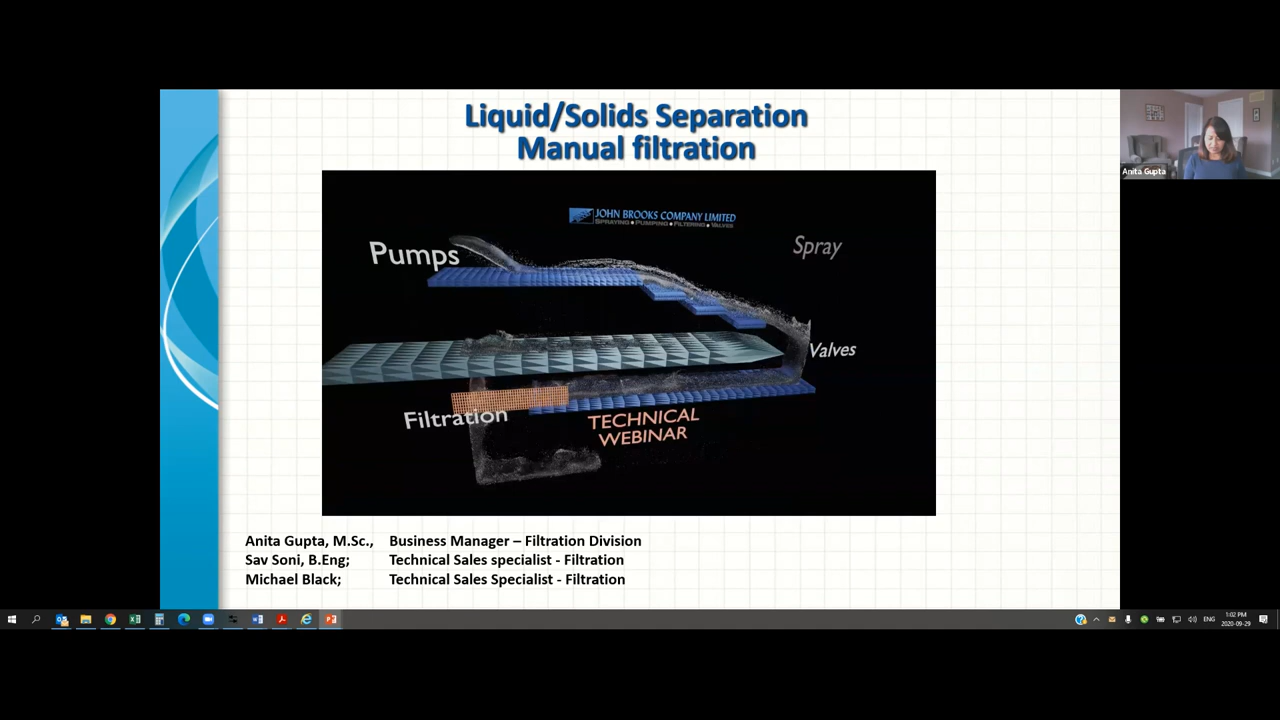 Liquid/Solids Separation
Manual filtration
JOHN BROOKS COMPANY LIMITED
SPRAYING • PUMPING • FILTERING • VALVES
Pumps
Spray
Valves
Filtration
TECHNICAL
WEBINAR
Anita Gupta
Anita Gupta, M.Sc., Business Manager – Filtration Division
Sav Soni, B.Eng; Technical Sales specialist - Filtration
Michael Black; Technical Sales Specialist - Filtration
ENG
1:02 PM
2020-09-29